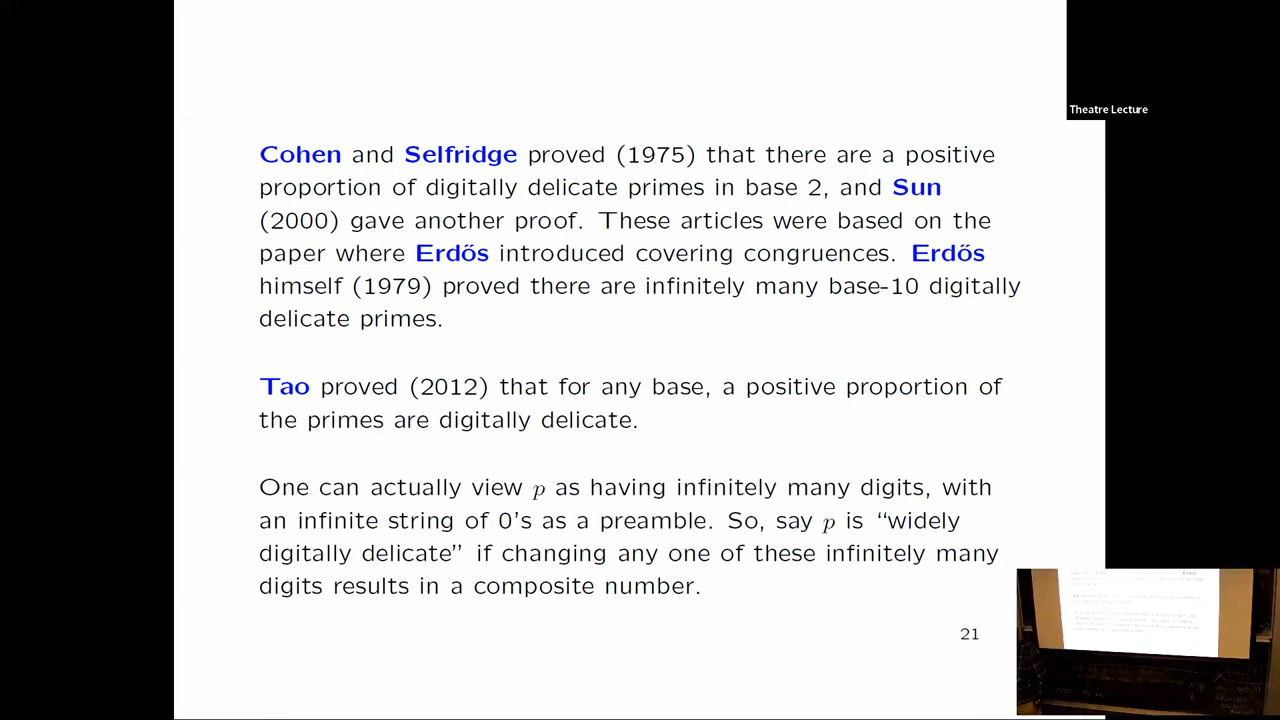 Theatre Lecture
Cohen and Selfridge proved (1975) that there are a positive
proportion of digitally delicate primes in base 2, and Sun
(2000) gave another proof. These articles were based on the
paper where Erdős introduced covering congruences. Erdős
himself (1979) proved there are infinitely many base-10 digitally
delicate primes.
Tao proved (2012) that for any base, a positive proportion of
the primes are digitally delicate.
One can actually view p as having infinitely many digits, with
an infinite string of 0's as a preamble. So, say p is “widely
digitally delicate” if changing any one of these infinitely many
digits results in a composite number.
21